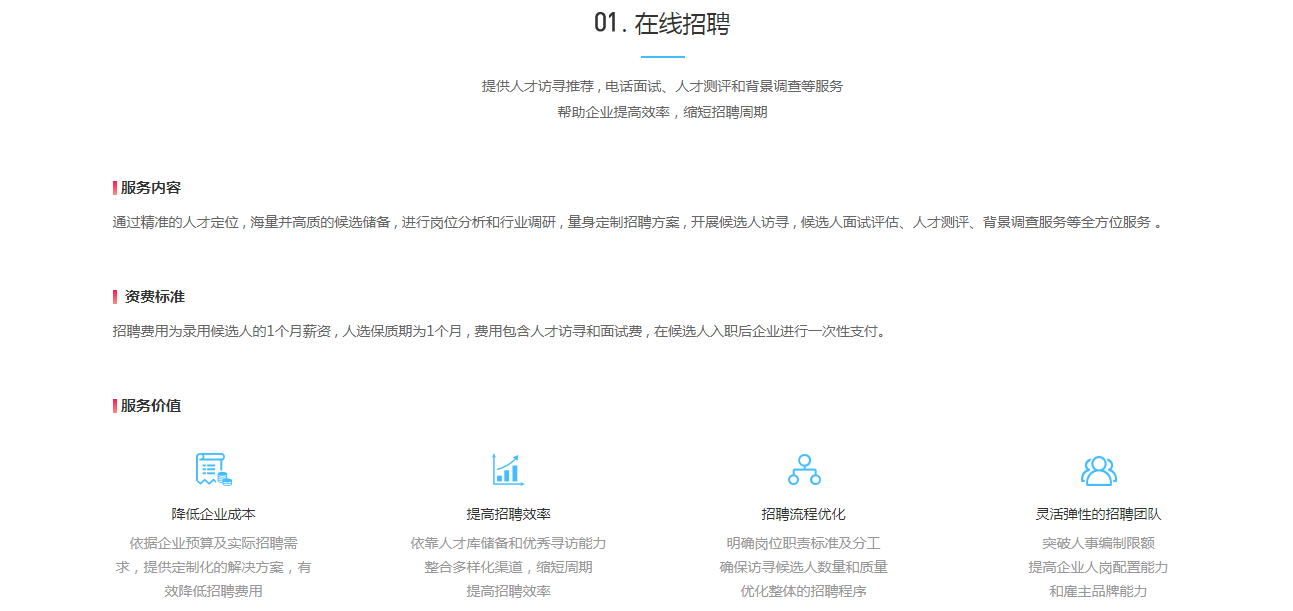 01. 在线招聘
提供人才访寻推荐，电话面试、人才测评和背景调查等服务
帮助企业提高效率，缩短招聘周期
服务内容
通过精准的人才定位，海量并高质的候选储备，进行岗位分析和行业调研，量身定制招聘方案，开展候选人访寻，候选人面试评估、人才测评、背景调查服务等全方位服务 。
资费标准
招聘费用为录用候选人的1个月薪资，人选保质期为1个月，费用包含人才访寻和面试费，在候选人入职后企业进行一次性支付。
服务价值
降低企业成本
依据企业预算及实际招聘需
求，提供定制化的解决方案，有
效降低招聘费用
提高招聘效率
依靠人才库储备和优秀寻访能力
整合多样化渠道，缩短周期
提高招聘效率
招聘流程优化
明确岗位职责标准及分工
确保访寻候选人数量和质量
优化整体的招聘程序
灵活弹性的招聘团队
突破人事编制限额
提高企业人岗配置能力
和雇主品牌能力